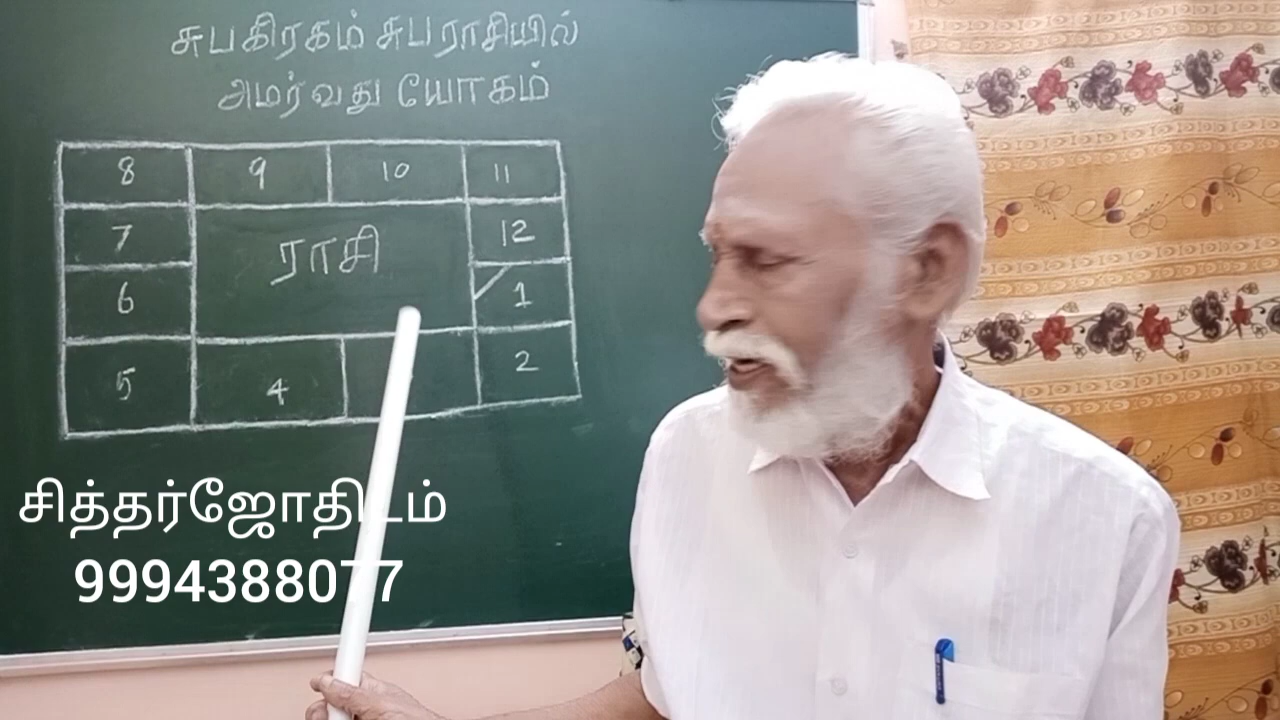 சுபகிரகம் சுபராசியில்
அமர்வது யோகம்
8 9 10 11
7 ராசி 12
6 1
5 4 2
சித்தர்ஜோதிடம்
9994388077